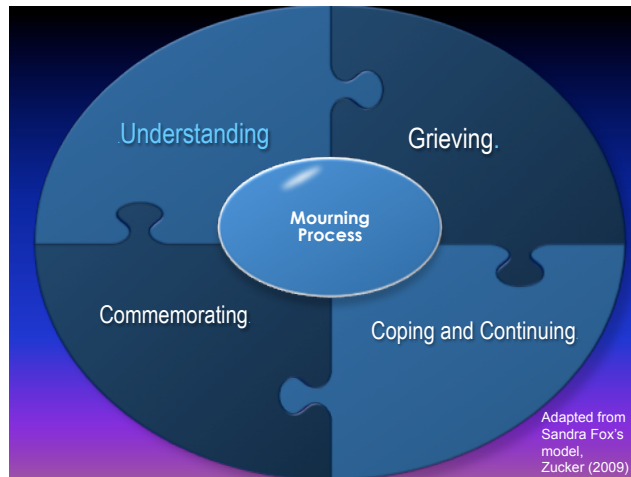 .Understanding
Grieving.
Mourning
Process
Commemorating.
Coping and Continuing.
Adapted from
Sandra Fox's
model,
Zucker (2009)